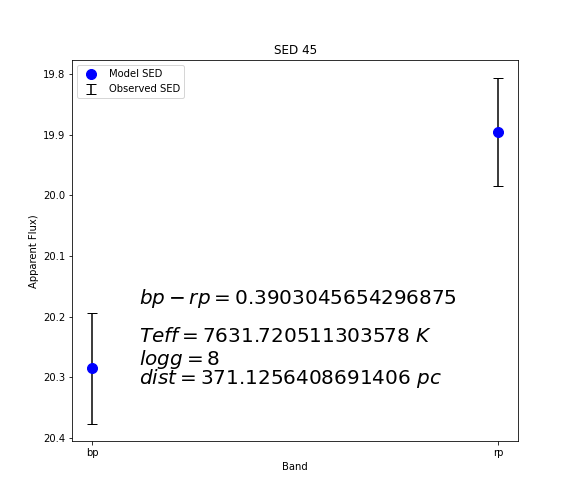 SED 45
Model SED
Observed SED
19.8
19.9
20.0
20.1
20.2
20.3
20.4
Apparent Flux)
bp − rp = 0.3903045654296875
Teff = 7631.720511303578 K
logg = 8
dist = 371.1256408691406 pc
bp
rp
Band